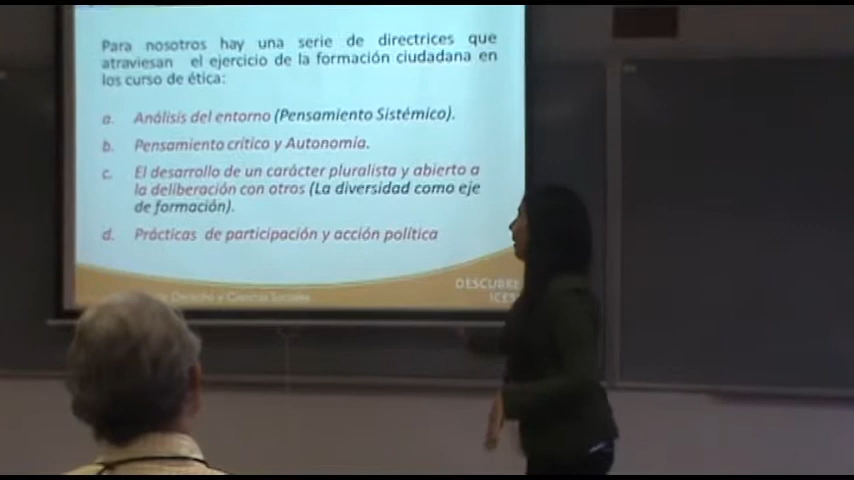 Para nosotros hay una serie de directrices que
atraviesan el ejercicio de la formación ciudadana en
los curso de ética:
a. Análisis del entorno (Pensamiento Sistémico).
b. Pensamiento crítico y Autonomía.
c. El desarrollo de un carácter pluralista y abierto a
la deliberación con otros (La diversidad como eje
de formación).
d. Prácticas de participación y acción política
de Derecho y Ciencias Sociales
DESCUBRE
ICES